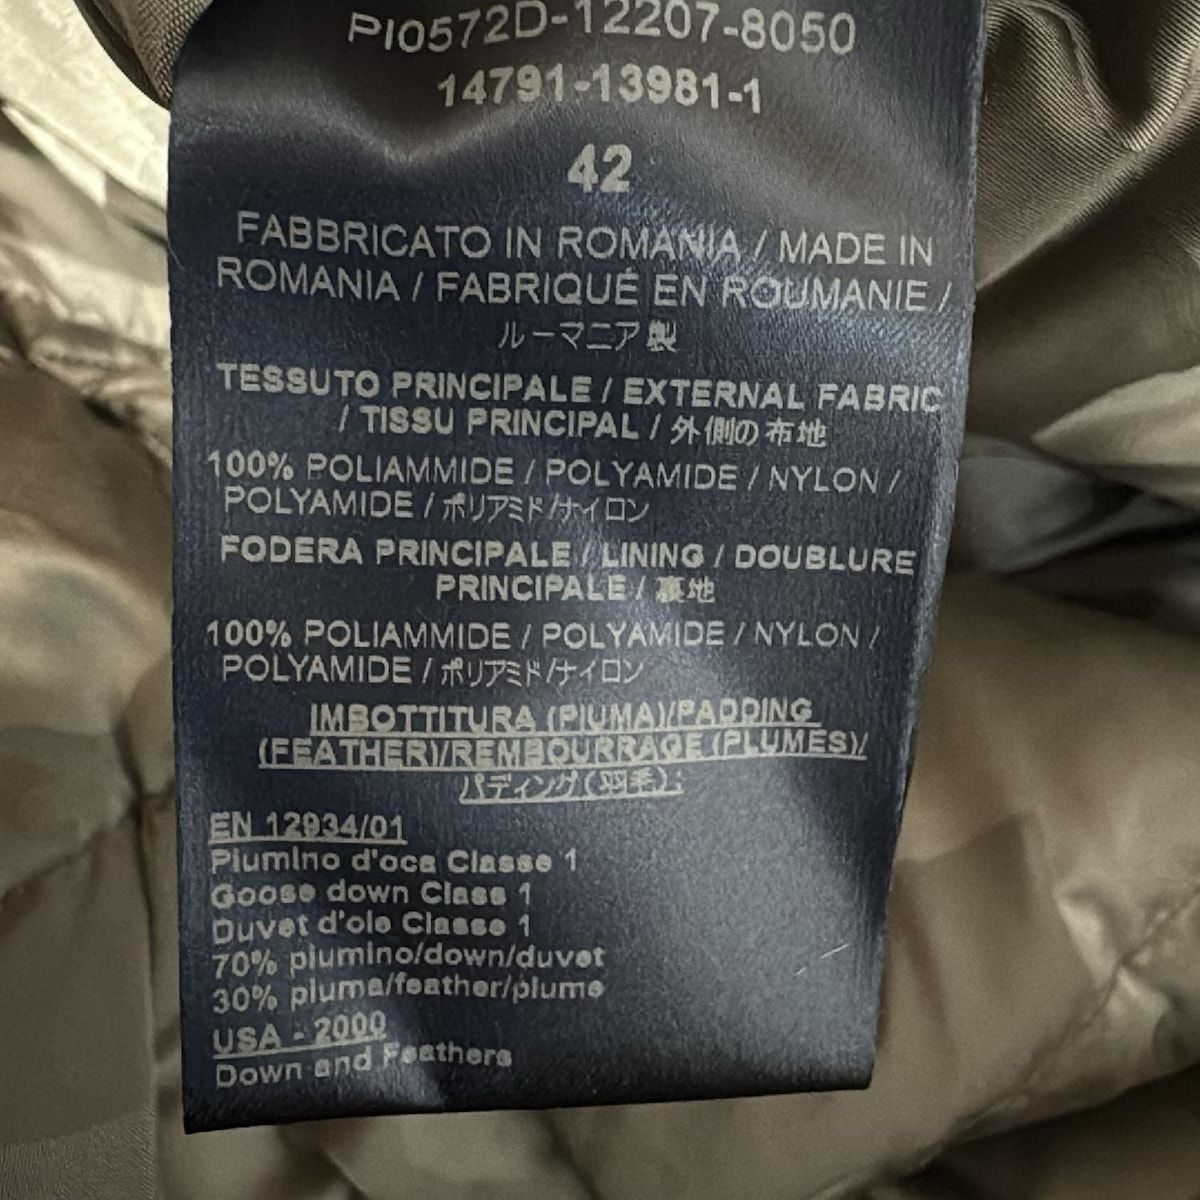 PI0572D-12207-8050
14791-13981-1
42
FABBRICATO IN ROMANIA / MADE IN
ROMANIA / FABRIQUÉ EN ROUMANIE /
ルーマニア製
TESSUTO PRINCIPALE / EXTERNAL FABRIC
/ TISSU PRINCIPAL / 外側の布地
100% POLIAMMIDE / POLYAMIDE / NYLON /
POLYAMIDE / ポリアミド/ナイロン
FODERA PRINCIPALE / LINING / DOUBLURE
PRINCIPALE / 裏地
100% POLIAMMIDE / POLYAMIDE / NYLON /
POLYAMIDE / ポリアミド/ナイロン
IMBOTTITURA (PIUMA)/PADDING
(FEATHER)/REMBOURRAGE (PLUMES)/
パディング(羽毛):
EN 12934/01
Piumino d'oca Classe 1
Goose down Class 1
Duvet d'oie Classe 1
70% piumino/down/duvet
30% piuma/feather/plume
USA - 2000
Down and Feathers